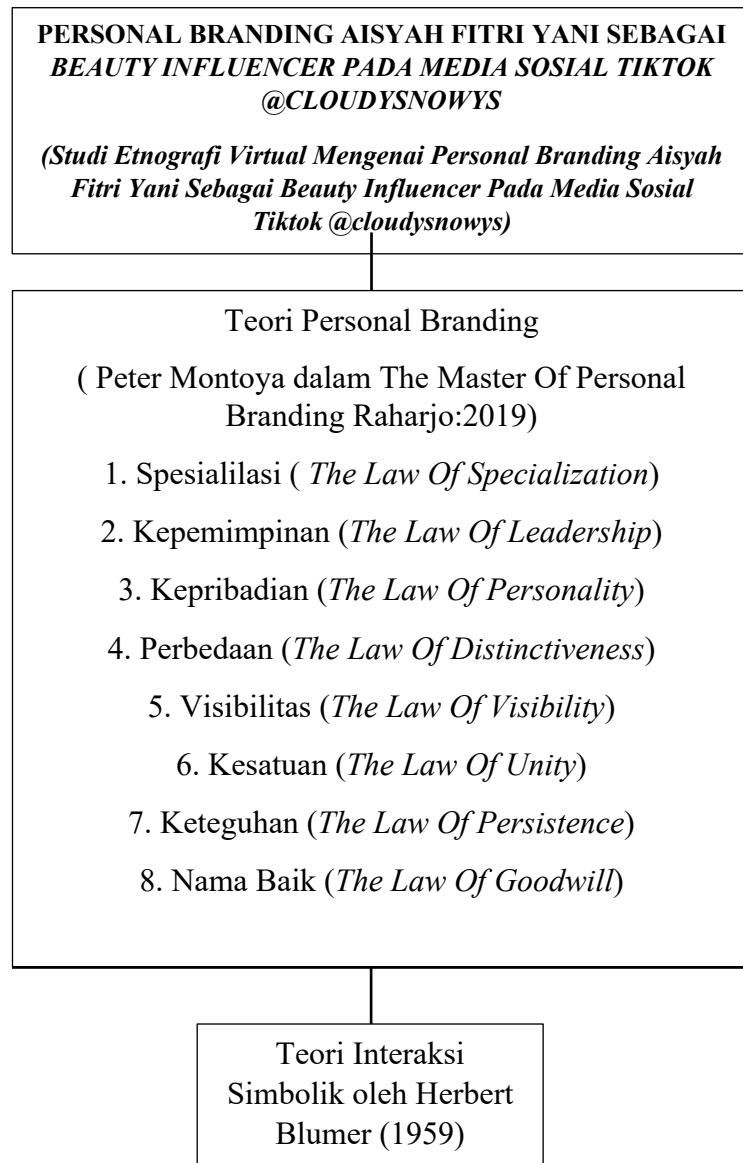 PERSONAL BRANDING AISYAH FITRI YANI SEBAGAI
BEAUTY INFLUENCER PADA MEDIA SOSIAL TIKTOK
@CLOUDYSNOWYS
(Studi Etnografi Virtual Mengenai Personal Branding Aisyah
Fitri Yani Sebagai Beauty Influencer Pada Media Sosial
Tiktok @cloudysnowys)
Teori Personal Branding
( Peter Montoya dalam The Master Of Personal
Branding Raharjo:2019)
1. Spesialilasi ( The Law Of Specialization)
2. Kepemimpinan (The Law Of Leadership)
3. Kepribadian (The Law Of Personality)
4. Perbedaan (The Law Of Distinctiveness)
5. Visibilitas (The Law Of Visibility)
6. Kesatuan (The Law Of Unity)
7. Keteguhan (The Law Of Persistence)
8. Nama Baik (The Law Of Goodwill)
Teori Interaksi
Simbolik oleh Herbert
Blumer (1959)